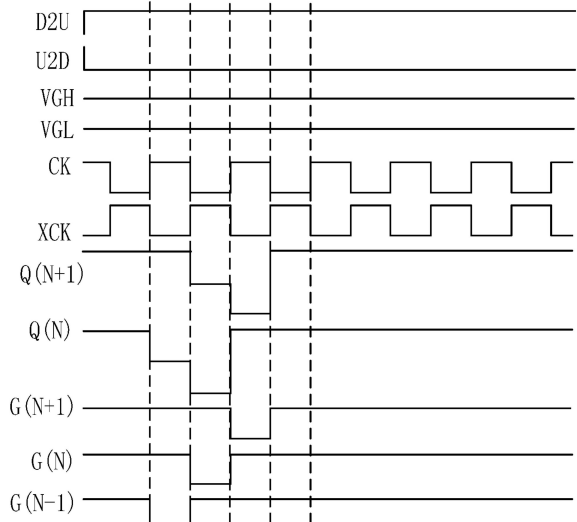 D2U
U2D
VGH
VGL
CK
XCK
Q(N+1)
Q(N)
G(N+1)
G(N)
G(N-1)